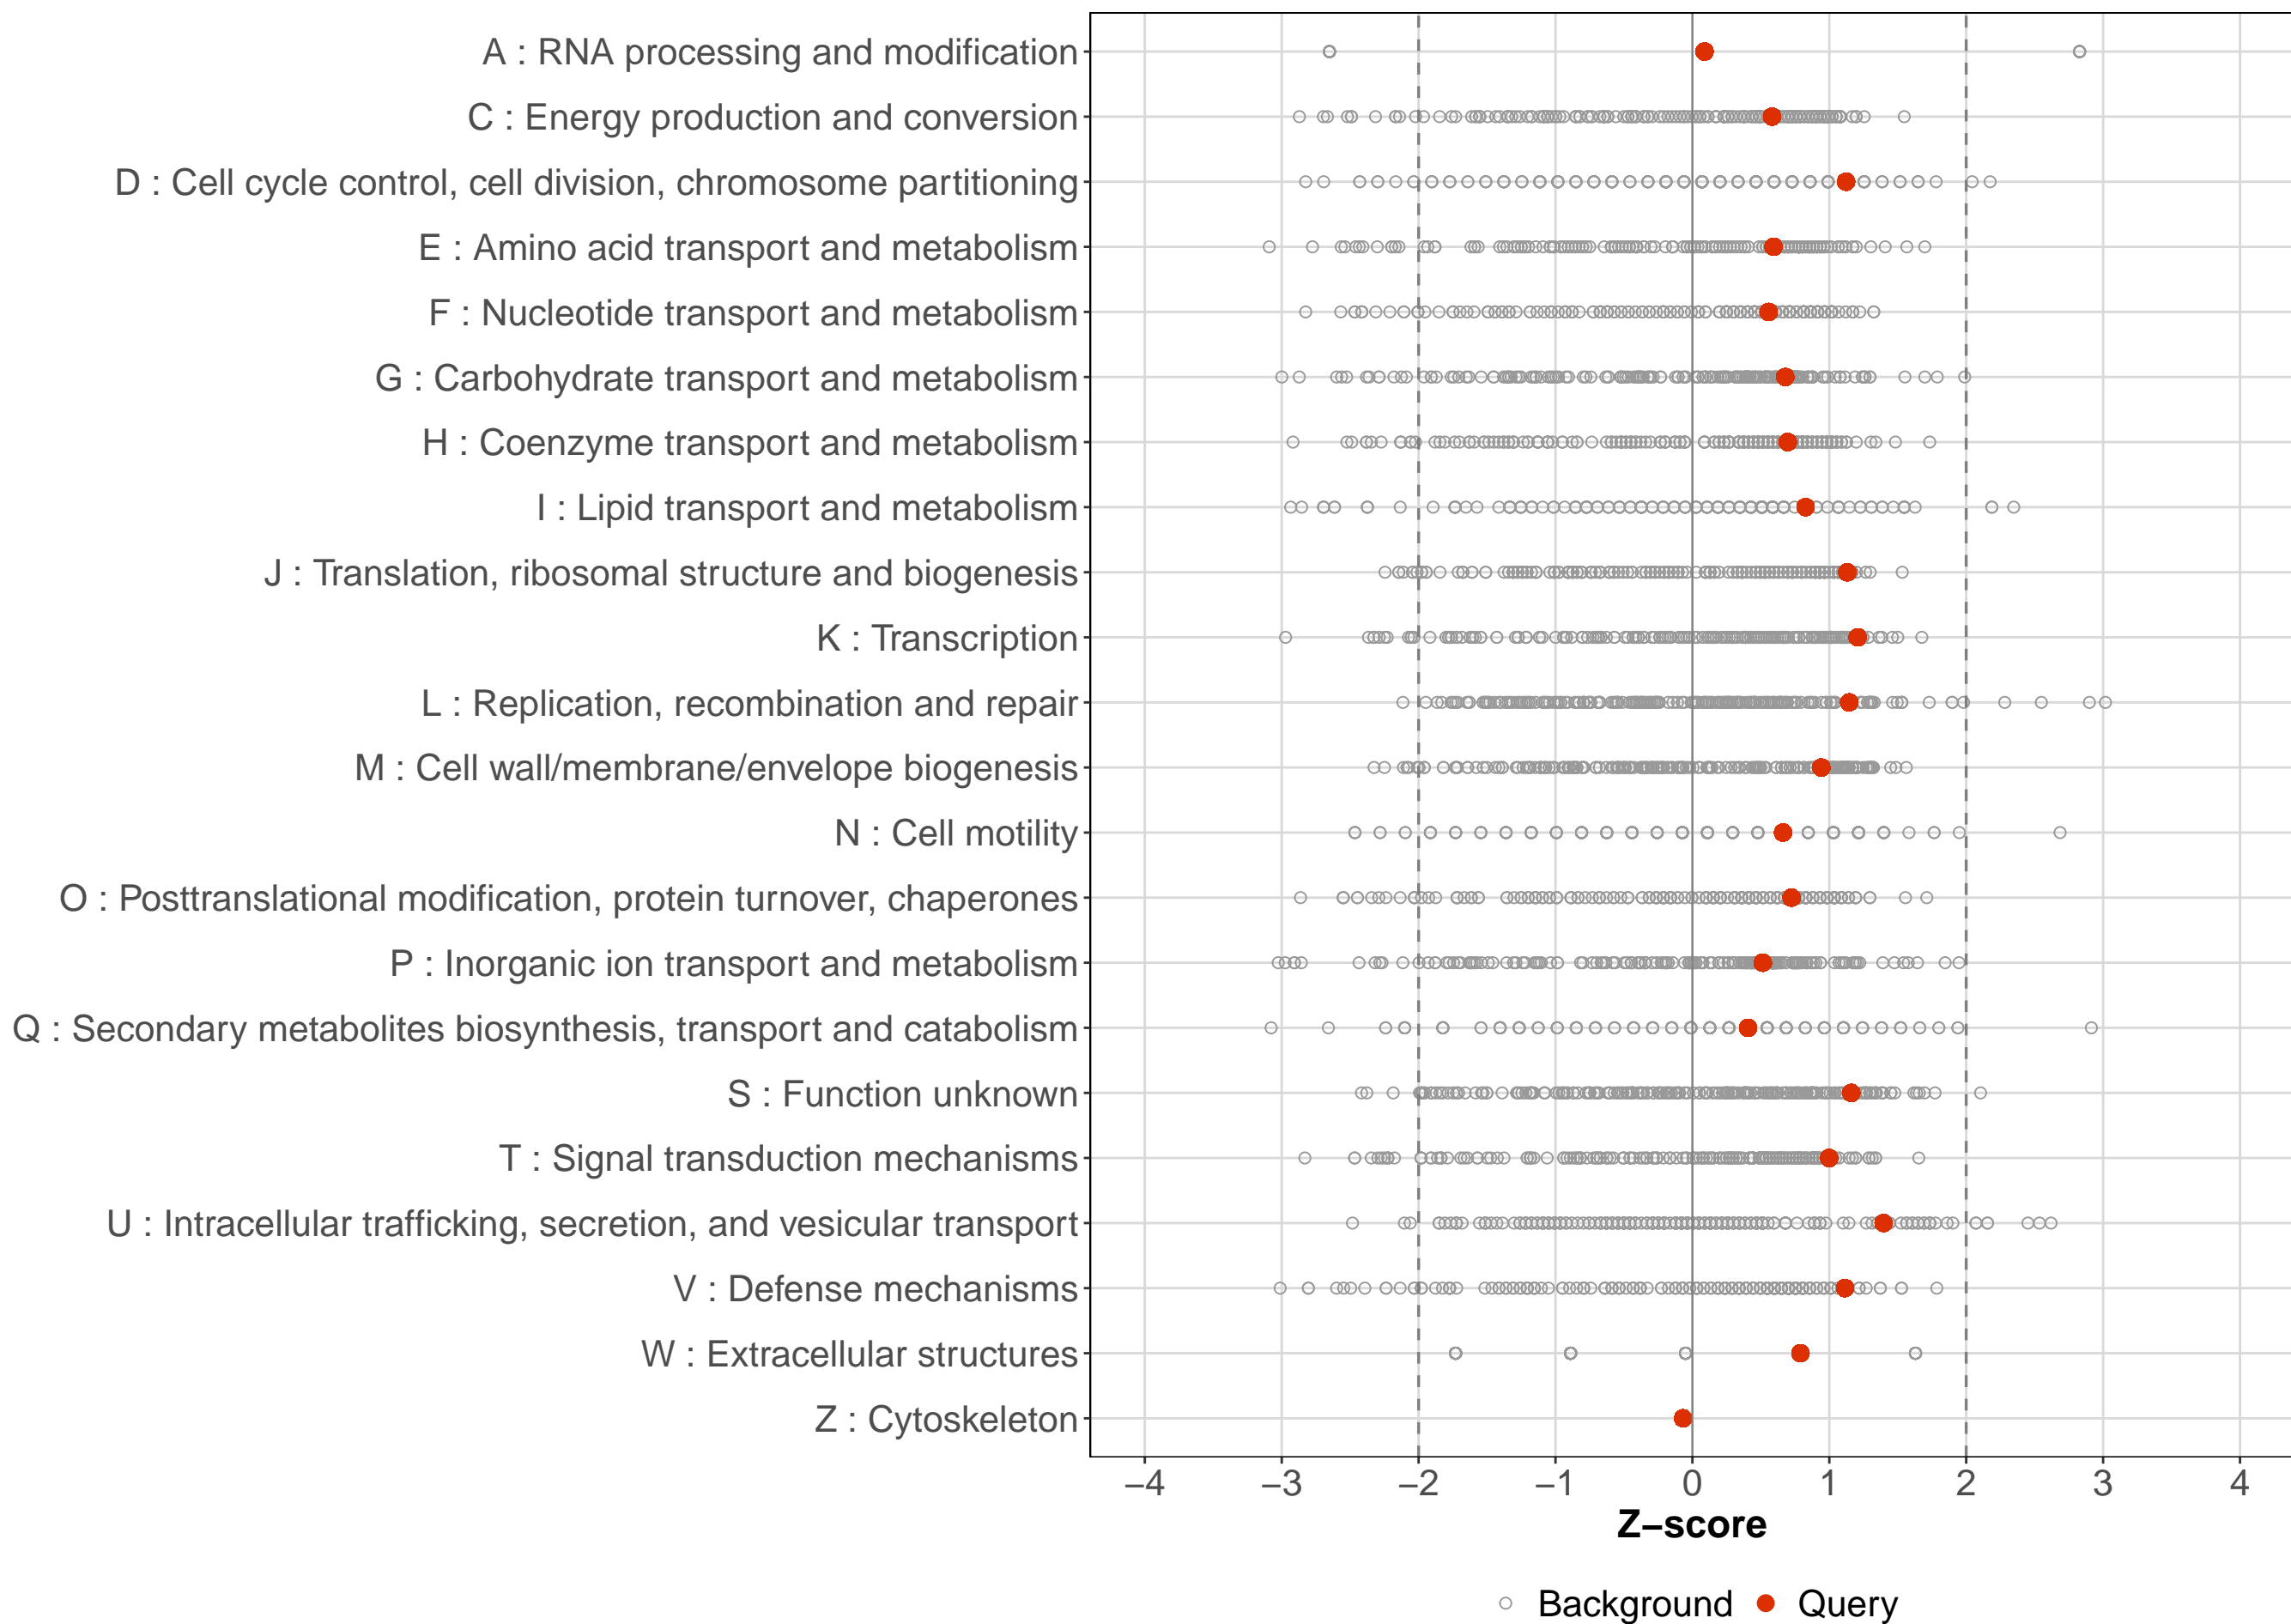 A : RNA processing and modification
C : Energy production and conversion
D : Cell cycle control, cell division, chromosome partitioning
E : Amino acid transport and metabolism
F : Nucleotide transport and metabolism
G : Carbohydrate transport and metabolism
H : Coenzyme transport and metabolism
I : Lipid transport and metabolism
J : Translation, ribosomal structure and biogenesis
K : Transcription
L : Replication, recombination and repair
M : Cell wall/membrane/envelope biogenesis
N : Cell motility
O : Posttranslational modification, protein turnover, chaperones
P : Inorganic ion transport and metabolism
Q : Secondary metabolites biosynthesis, transport and catabolism
S : Function unknown
T : Signal transduction mechanisms
U : Intracellular trafficking, secretion, and vesicular transport
V : Defense mechanisms
W : Extracellular structures
Z : Cytoskeleton
−4 −3 −2 −1 0 1 2 3 4
Z−score
Background Query